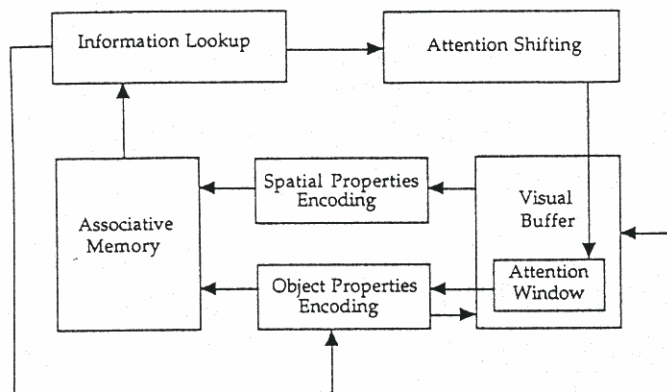 Information Lookup
Attention Shifting
Spatial Properties
Encoding
Visual
Buffer
Associative
Memory
Object Properties
Encoding
Attention
Window